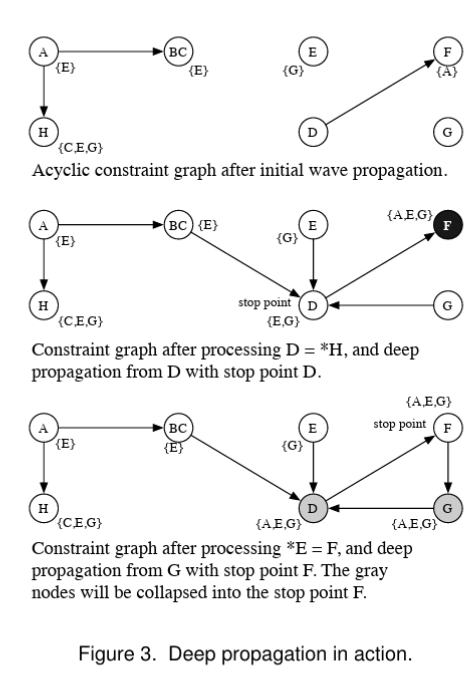 A
BC
E
F
{E}
{E}
{G}
{A}
H
D
G
{C,E,G}
Acyclic constraint graph after initial wave propagation.
{A,E,G}
A
BC
{E}
E
F
{E}
{G}
stop point
H
D
G
{C,E,G}
{E,G}
Constraint graph after processing D = *H, and deep
propagation from D with stop point D.
{A,E,G}
stop point
A
BC
E
F
{E}
{E}
{G}
H
D
G
{C,E,G}
{A,E,G}
{A,E,G}
Constraint graph after processing *E = F, and deep
propagation from G with stop point F. The gray
nodes will be collapsed into the stop point F.
Figure 3. Deep propagation in action.